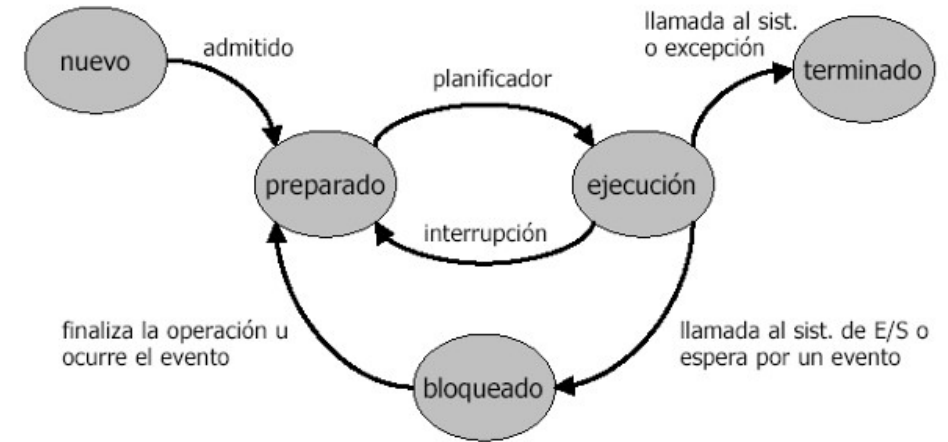 nuevo
admitido
planificador
llamada al sist.
o excepción
terminado
preparado
ejecución
interrupción
finaliza la operación u
ocurre el evento
bloqueado
llamada al sist. de E/S o
espera por un evento